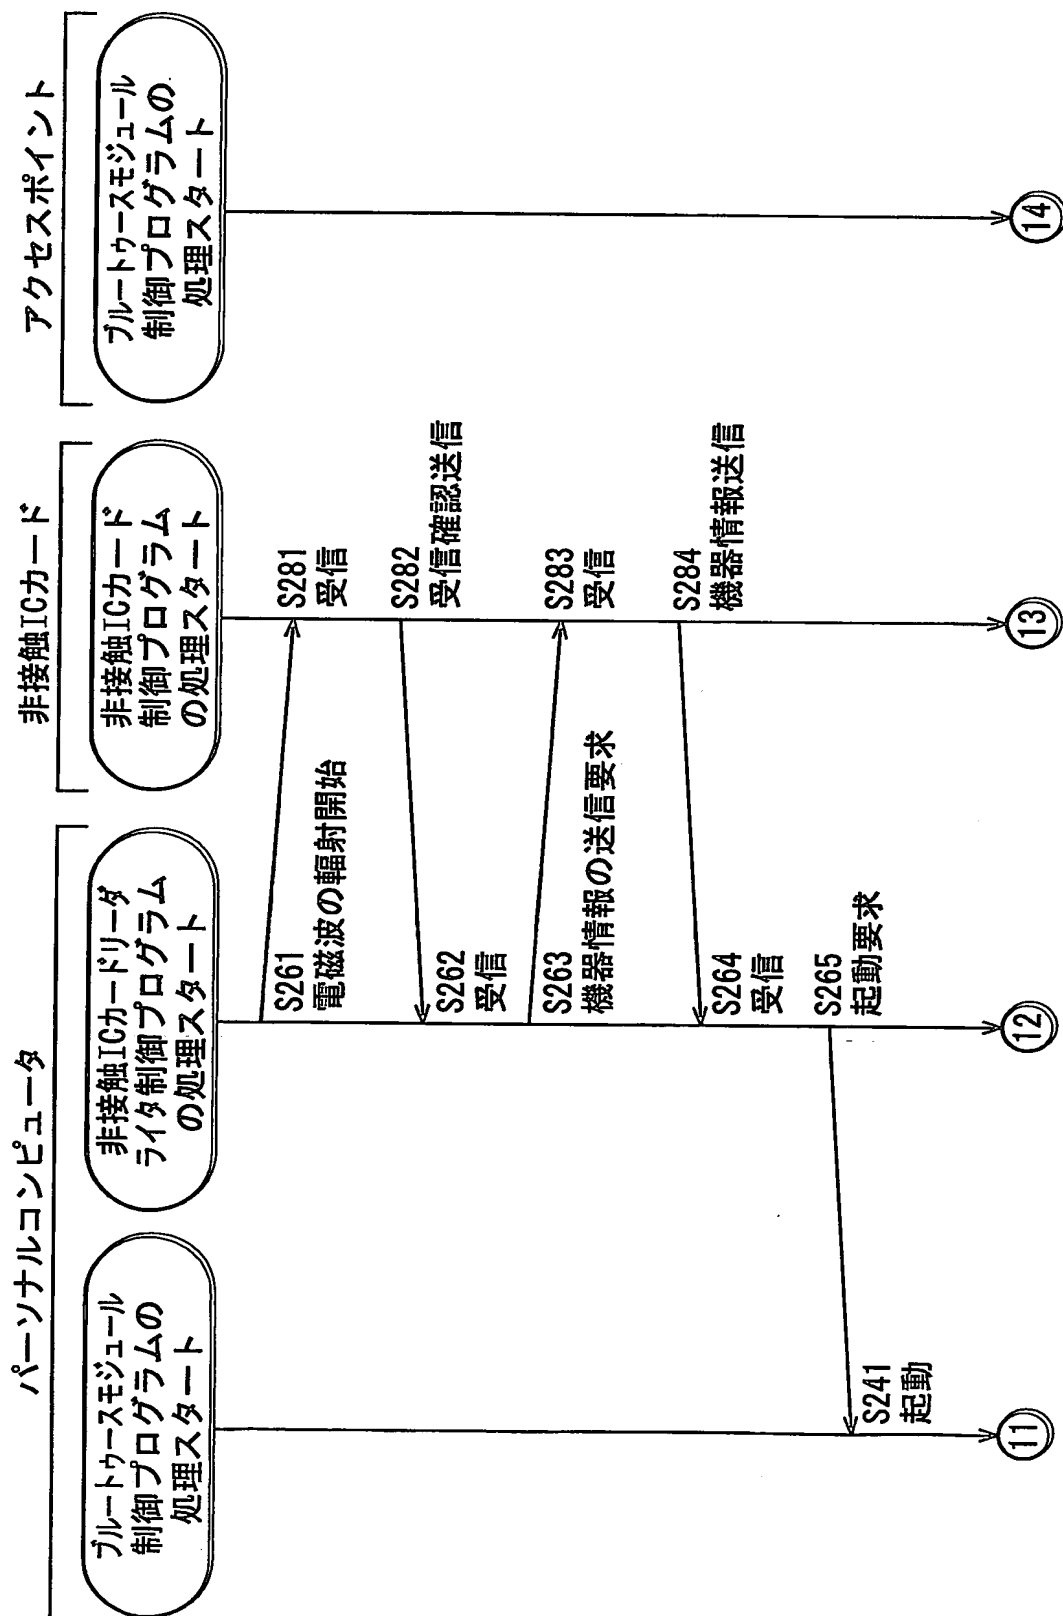 パーソナルコンピュータ
非接触ICカード
アクセスポイント
ブルートゥースモジュール
制御プログラムの
処理スタート
非接触ICカードリーダ
ライタ制御プログラム
の処理スタート
非接触ICカード
制御プログラム
の処理スタート
ブルートゥースモジュール
制御プログラムの
処理スタート
S261
電磁波の輻射開始
S281
受信
S282
受信確認送信
S262
受信
S263
機器情報の送信要求
S283
受信
S284
機器情報送信
S264
受信
S265
起動要求
S241
起動
11
12
13
14